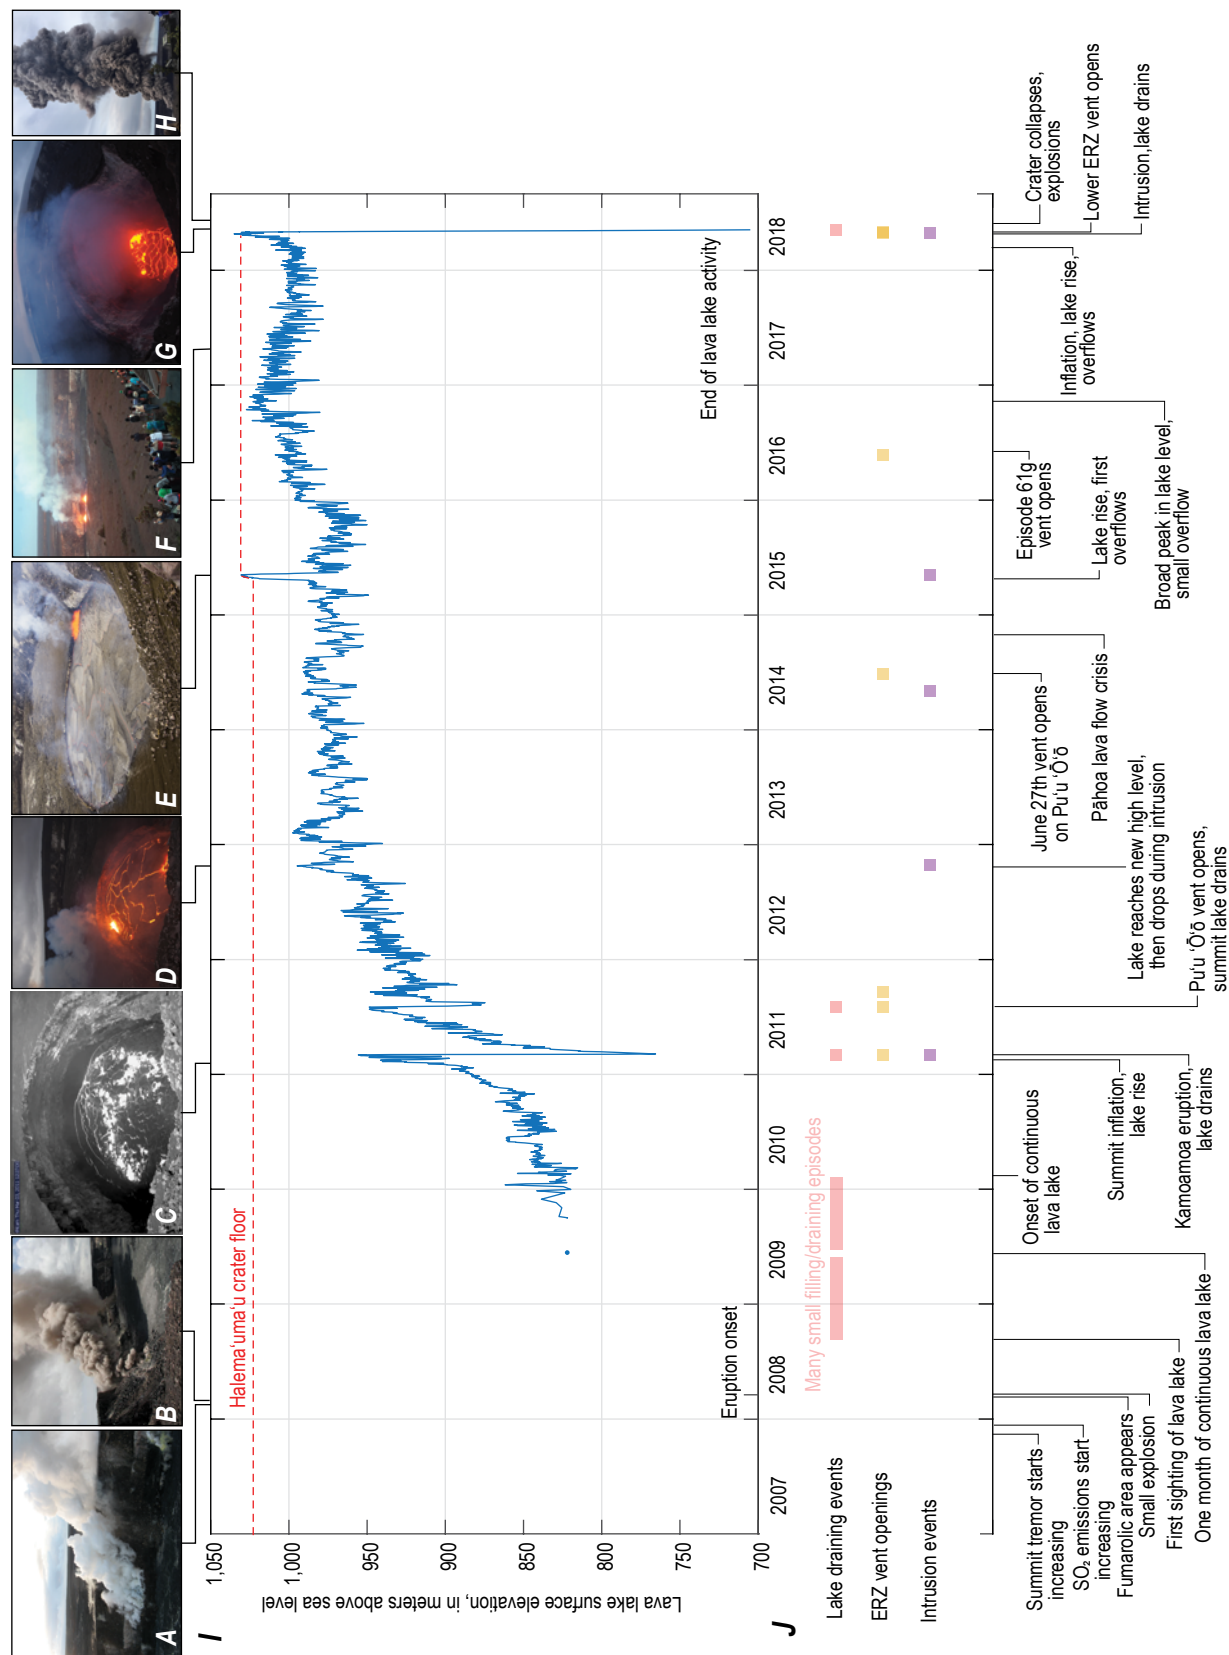 A
B
C
D
E
F
G
H
I
Lava lake surface elevation, in meters above sea level
1,050
1,000
950
900
850
800
750
700
Halemaʻumaʻu crater floor
Eruption onset
End of lava lake activity
2007
2008
2009
2010
2011
2012
2013
2014
2015
2016
2017
2018
J
Many small filling/draining episodes
Lake draining events
ERZ vent openings
Intrusion events
Summit tremor starts
increasing
SO₂ emissions start
increasing
Fumarolic area appears
Small explosion
First sighting of lava lake
One month of continuous lava lake
Onset of continuous
lava lake
Summit inflation,
lake rise
Kamoamoa eruption,
lake drains
Puʻu ʻŌʻō vent opens,
summit lake drains
Lake reaches new high level,
then drops during intrusion
June 27th vent opens
on Puʻu ʻŌʻō
Pāhoa lava flow crisis
Lake rise, first
overflows
Episode 61g
vent opens
Broad peak in lake level,
small overflow
Inflation, lake rise,
overflows
Intrusion,lake drains
Lower ERZ vent opens
Crater collapses,
explosions